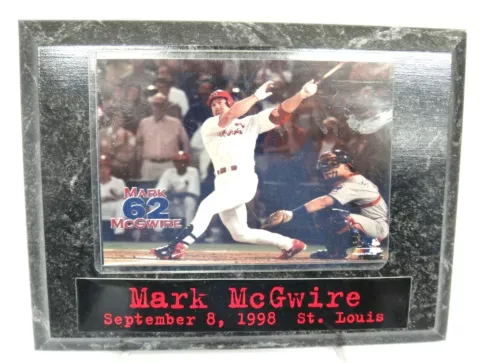 MARK
62
MCGWIRE
Mark McGwire
September 8, 1998 St. Louis